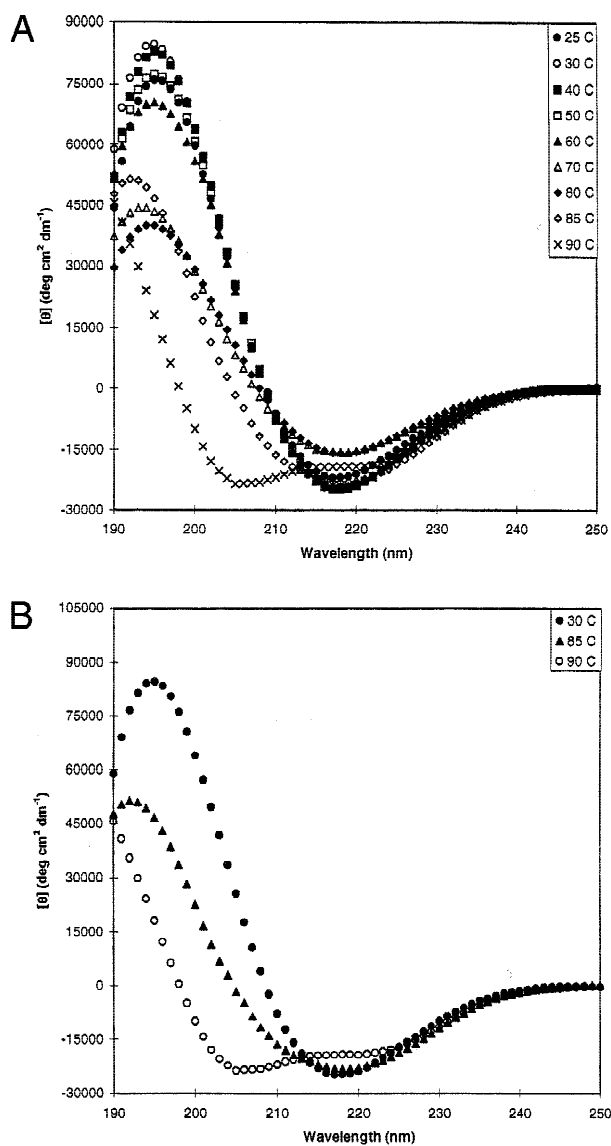 A
90000
75000
60000
45000
30000
15000
0
-15000
-30000
[θ] (deg cm² dm⁻¹)
190 200 210 220 230 240 250
Wavelength (nm)
25 C
30 C
40 C
50 C
60 C
70 C
80 C
85 C
90 C
B
105000
90000
75000
60000
45000
30000
15000
0
-15000
-30000
[θ] (deg cm² dm⁻¹)
190 200 210 220 230 240 250
Wavelength (nm)
30 C
85 C
90 C